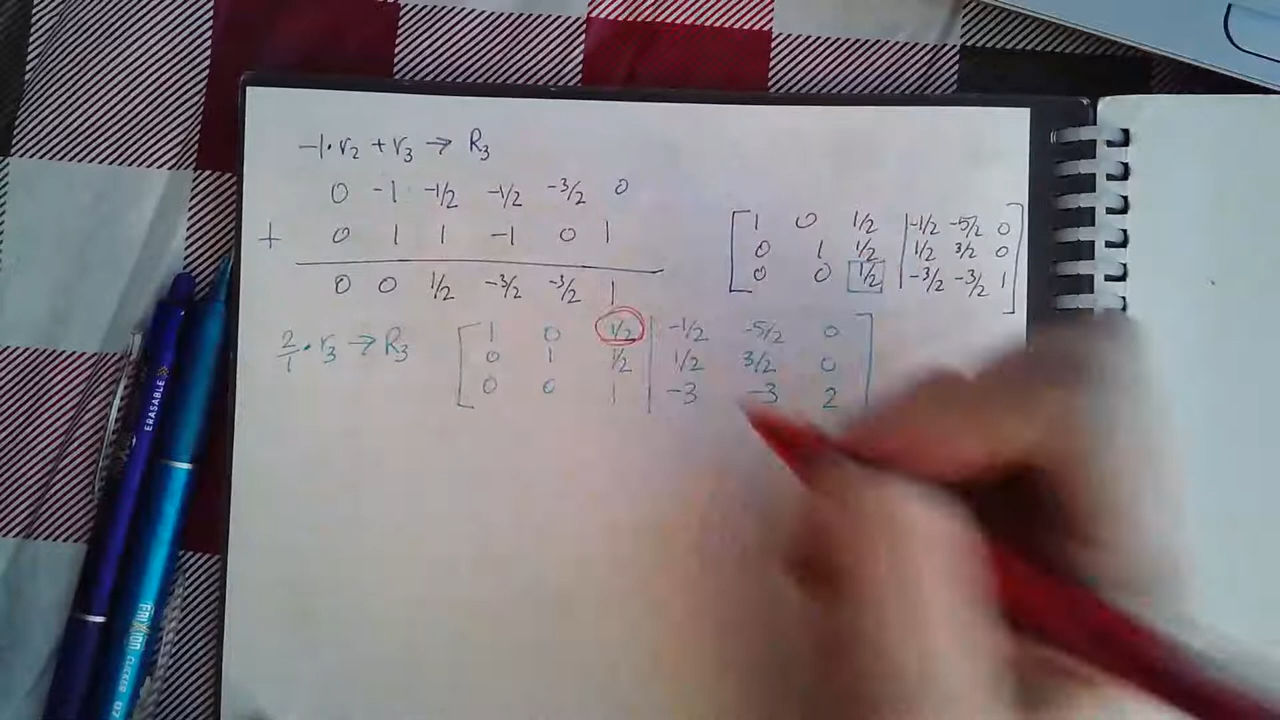 -1·r₂ + r₃ → R₃
0 -1 -1/2 -1/2 -3/2 0
+ 0 1 1 -1 0 1
0 0 1/2 -3/2 -3/2 1
1 0 1/2 | -1/2 -5/2 0
0 1 1/2 | 1/2 3/2 0
0 0 1/2 | -3/2 -3/2 1
2/1·r₃ → R₃
1 0 1/2 | -1/2 -5/2 0
0 1 1/2 | 1/2 3/2 0
0 0 1 | -3 -3 2
ERASABLE
FRIXION CLICKER 07